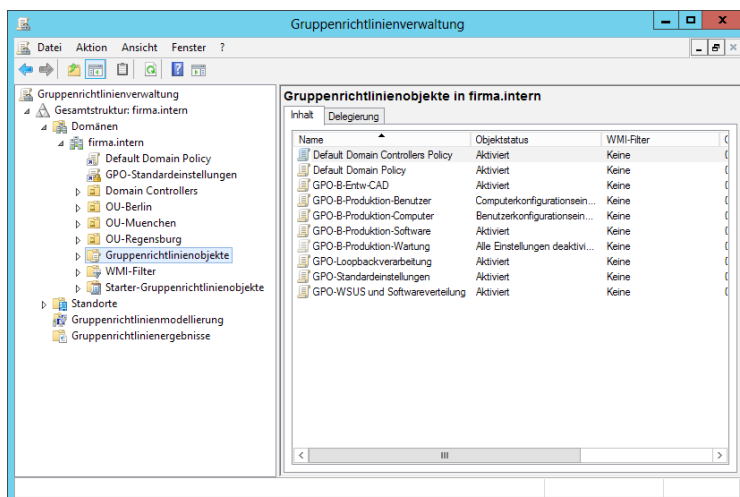 Gruppenrichtlinienverwaltung
Datei Aktion Ansicht Fenster ?
Gruppenrichtlinienverwaltung
Gesamtstruktur: firma.intern
Domänen
firma.intern
Default Domain Policy
GPO-Standardeinstellungen
Domain Controllers
OU-Berlin
OU-Muenchen
OU-Regensburg
Gruppenrichtlinienobjekte
WMI-Filter
Starter-Gruppenrichtlinienobjekte
Standorte
Gruppenrichtlinienmodellierung
Gruppenrichtlinienergebnisse
Gruppenrichtlinienobjekte in firma.intern
Inhalt Delegierung
Name Objektstatus WMI-Filter
Default Domain Controllers Policy Aktiviert Keine
Default Domain Policy Aktiviert Keine
GPO-B-Entw-CAD Aktiviert Keine
GPO-B-Produktion-Benutzer Computerkonfigurationsein... Keine
GPO-B-Produktion-Computer Benutzerkonfigurationsein... Keine
GPO-B-Produktion-Software Aktiviert Keine
GPO-B-Produktion-Wartung Alle Einstellungen deaktivi... Keine
GPO-Loopbackverarbeitung Aktiviert Keine
GPO-Standardeinstellungen Aktiviert Keine
GPO-WSUS und Softwareverteilung Aktiviert Keine